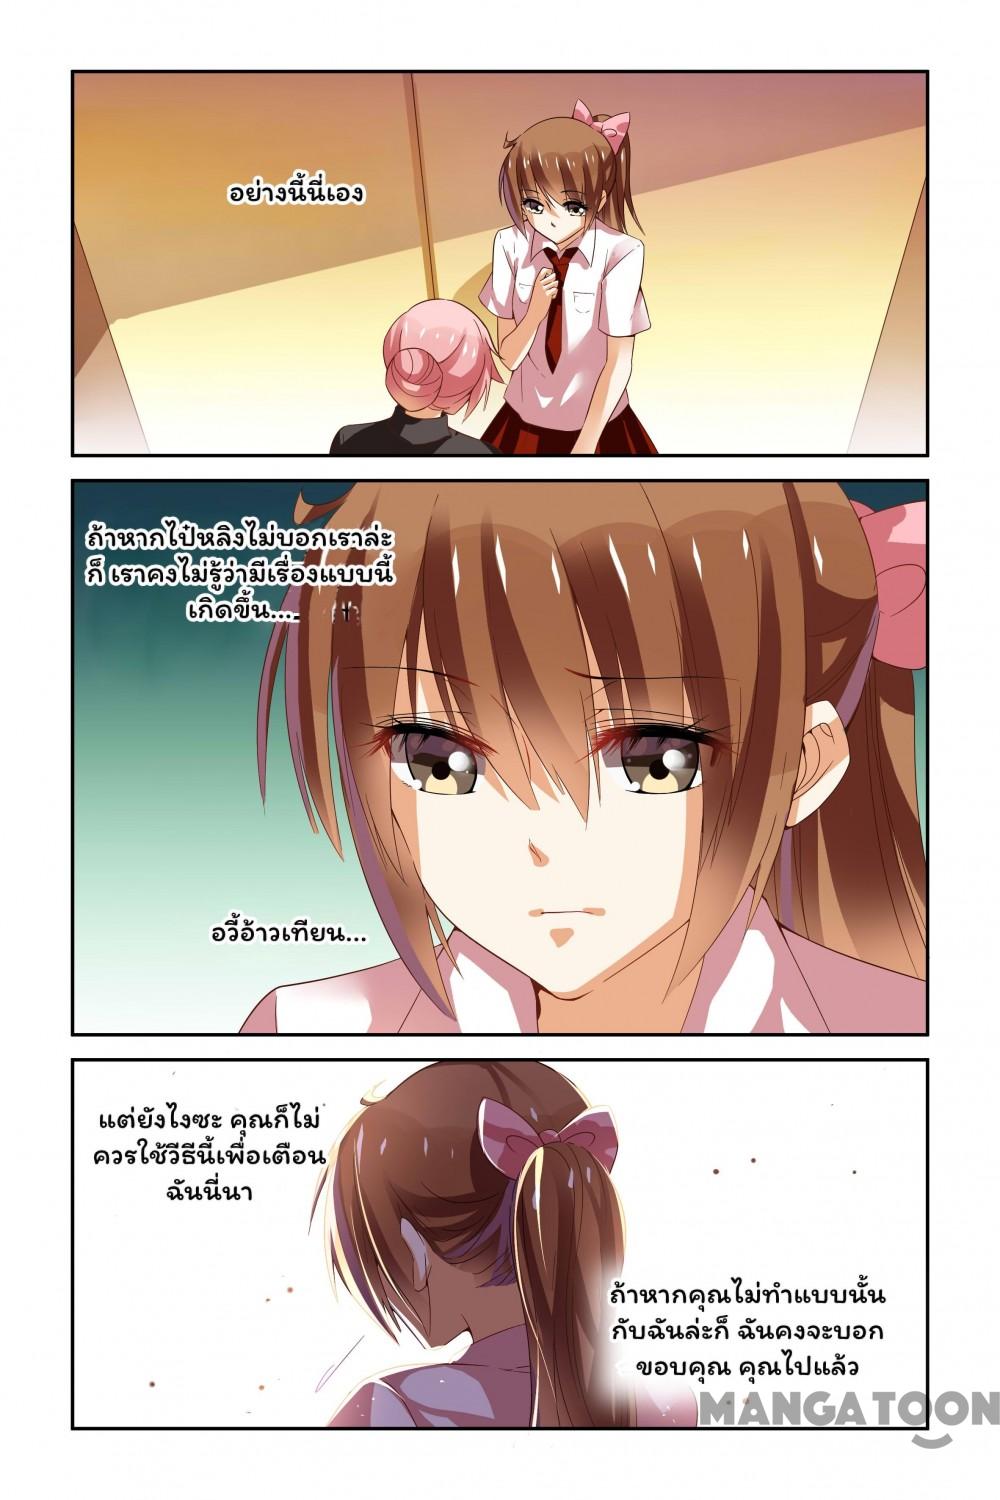 อย่างนี้นี่เอง
ถ้าหากไป๋หลิงไม่บอกเราล่ะ
ก็ เราคงไม่รู้ว่ามีเรื่องแบบนี้
เกิดขึ้น....
อวี้อ้าวเทียน...
แต่ยังไงซะ คุณก็ไม่
ควรใช้วีธีนี้เพื่อเตือน
ฉันนี่นา
ถ้าหากคุณไม่ทำแบบนั้น
กับฉันล่ะก็ ฉันคงจะบอก
ขอบคุณ คุณไปแล้ว
MANGATOON